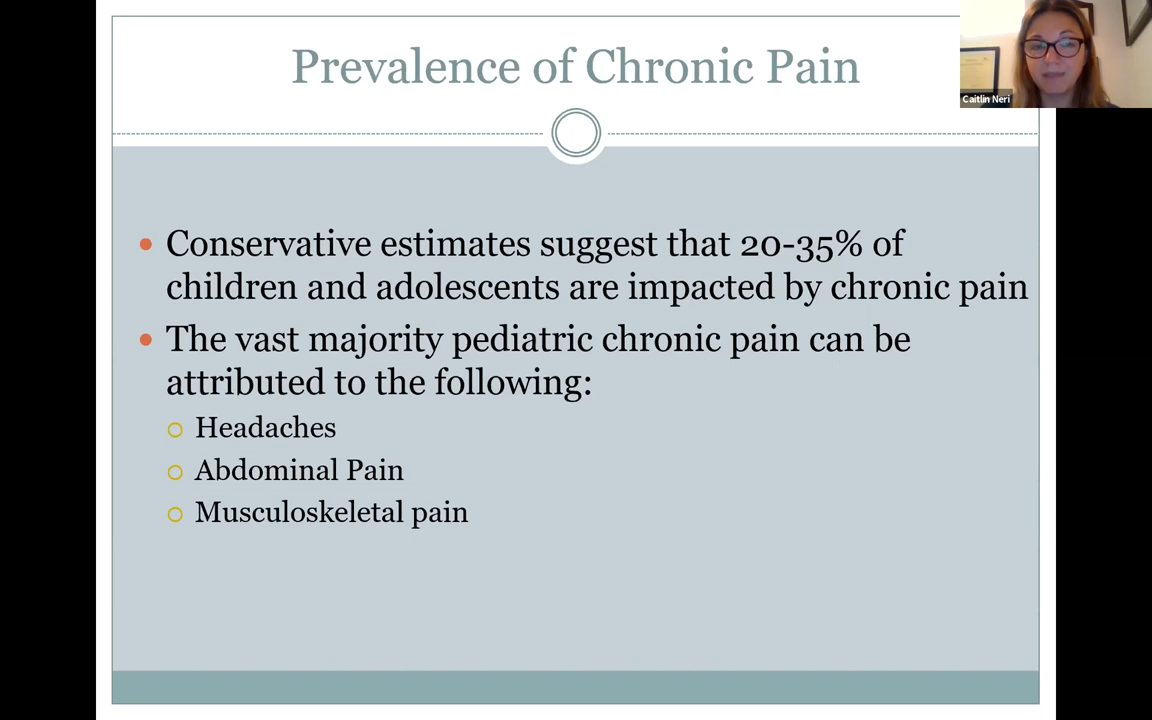 Prevalence of Chronic Pain
Caitlin Neri
Conservative estimates suggest that 20-35% of
children and adolescents are impacted by chronic pain
The vast majority pediatric chronic pain can be
attributed to the following:
Headaches
Abdominal Pain
Musculoskeletal pain